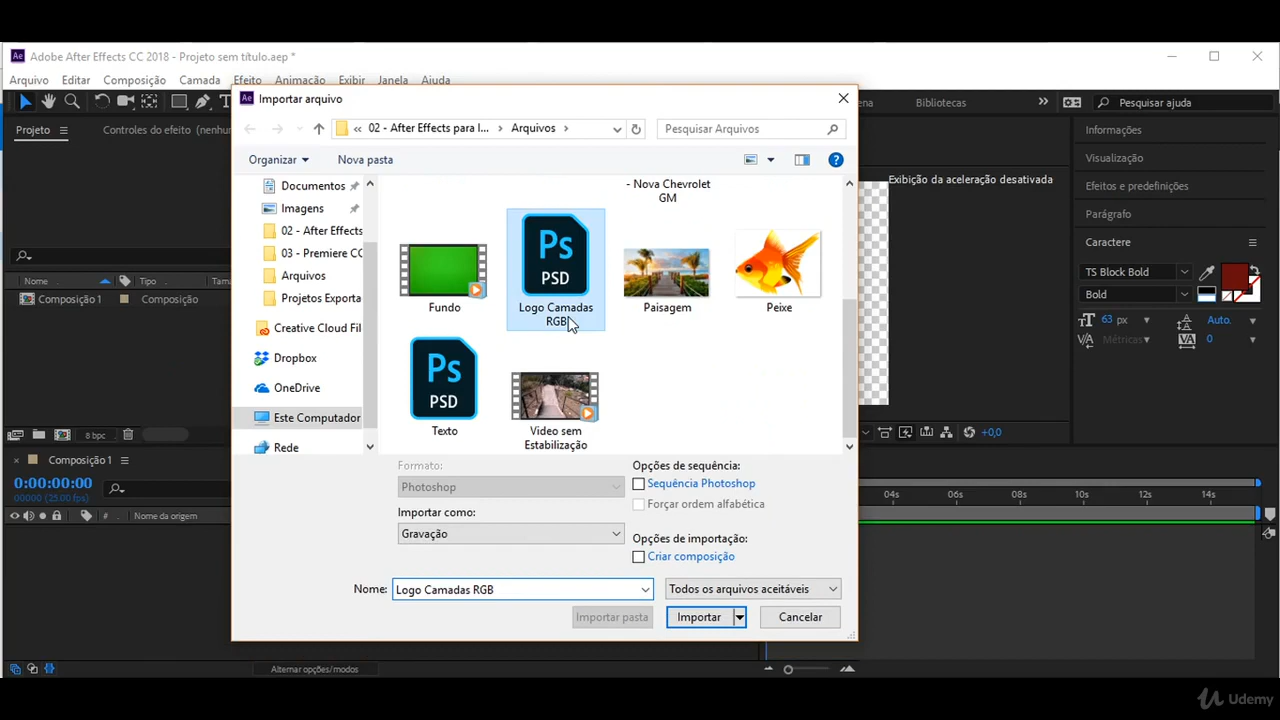 Adobe After Effects CC 2018 - Projeto sem título.aep *
Arquivo Editar Composição Camada Efeito Animação Exibir Janela Ajuda
Importar arquivo
Bibliotecas
Pesquisar ajuda
Projeto
Controles do efeito
02 - After Effects para I... Arquivos
Pesquisar Arquivos
Informações
Organizar
Nova pasta
Visualização
Documentos
Imagens
02 - After Effects
03 - Premiere CC
Arquivos
Projetos Exporta
Creative Cloud Fil
Dropbox
OneDrive
Este Computador
Rede
- Nova Chevrolet
GM
Exibição da aceleração desativada
Efeitos e predefinições
Parágrafo
Caractere
TS Block Bold
Bold
63 px
Auto.
Métricas
0
Nome
Tipo
Composição 1
Composição
Fundo
Ps
PSD
Logo Camadas
RGB
Paisagem
Peixe
Ps
PSD
Texto
Video sem
Estabilização
8 bpc
+0,0
Composição 1
0:00:00:00
00000 (25.00 fps)
04s 06s 08s 10s 12s 14s
#
Nome da origem
Formato:
Photoshop
Importar como:
Gravação
Opções de sequência:
Sequência Photoshop
Forçar ordem alfabética
Opções de importação:
Criar composição
Nome:
Logo Camadas RGB
Todos os arquivos aceitáveis
Importar pasta
Importar
Cancelar
Alternar opções/modos
Udemy